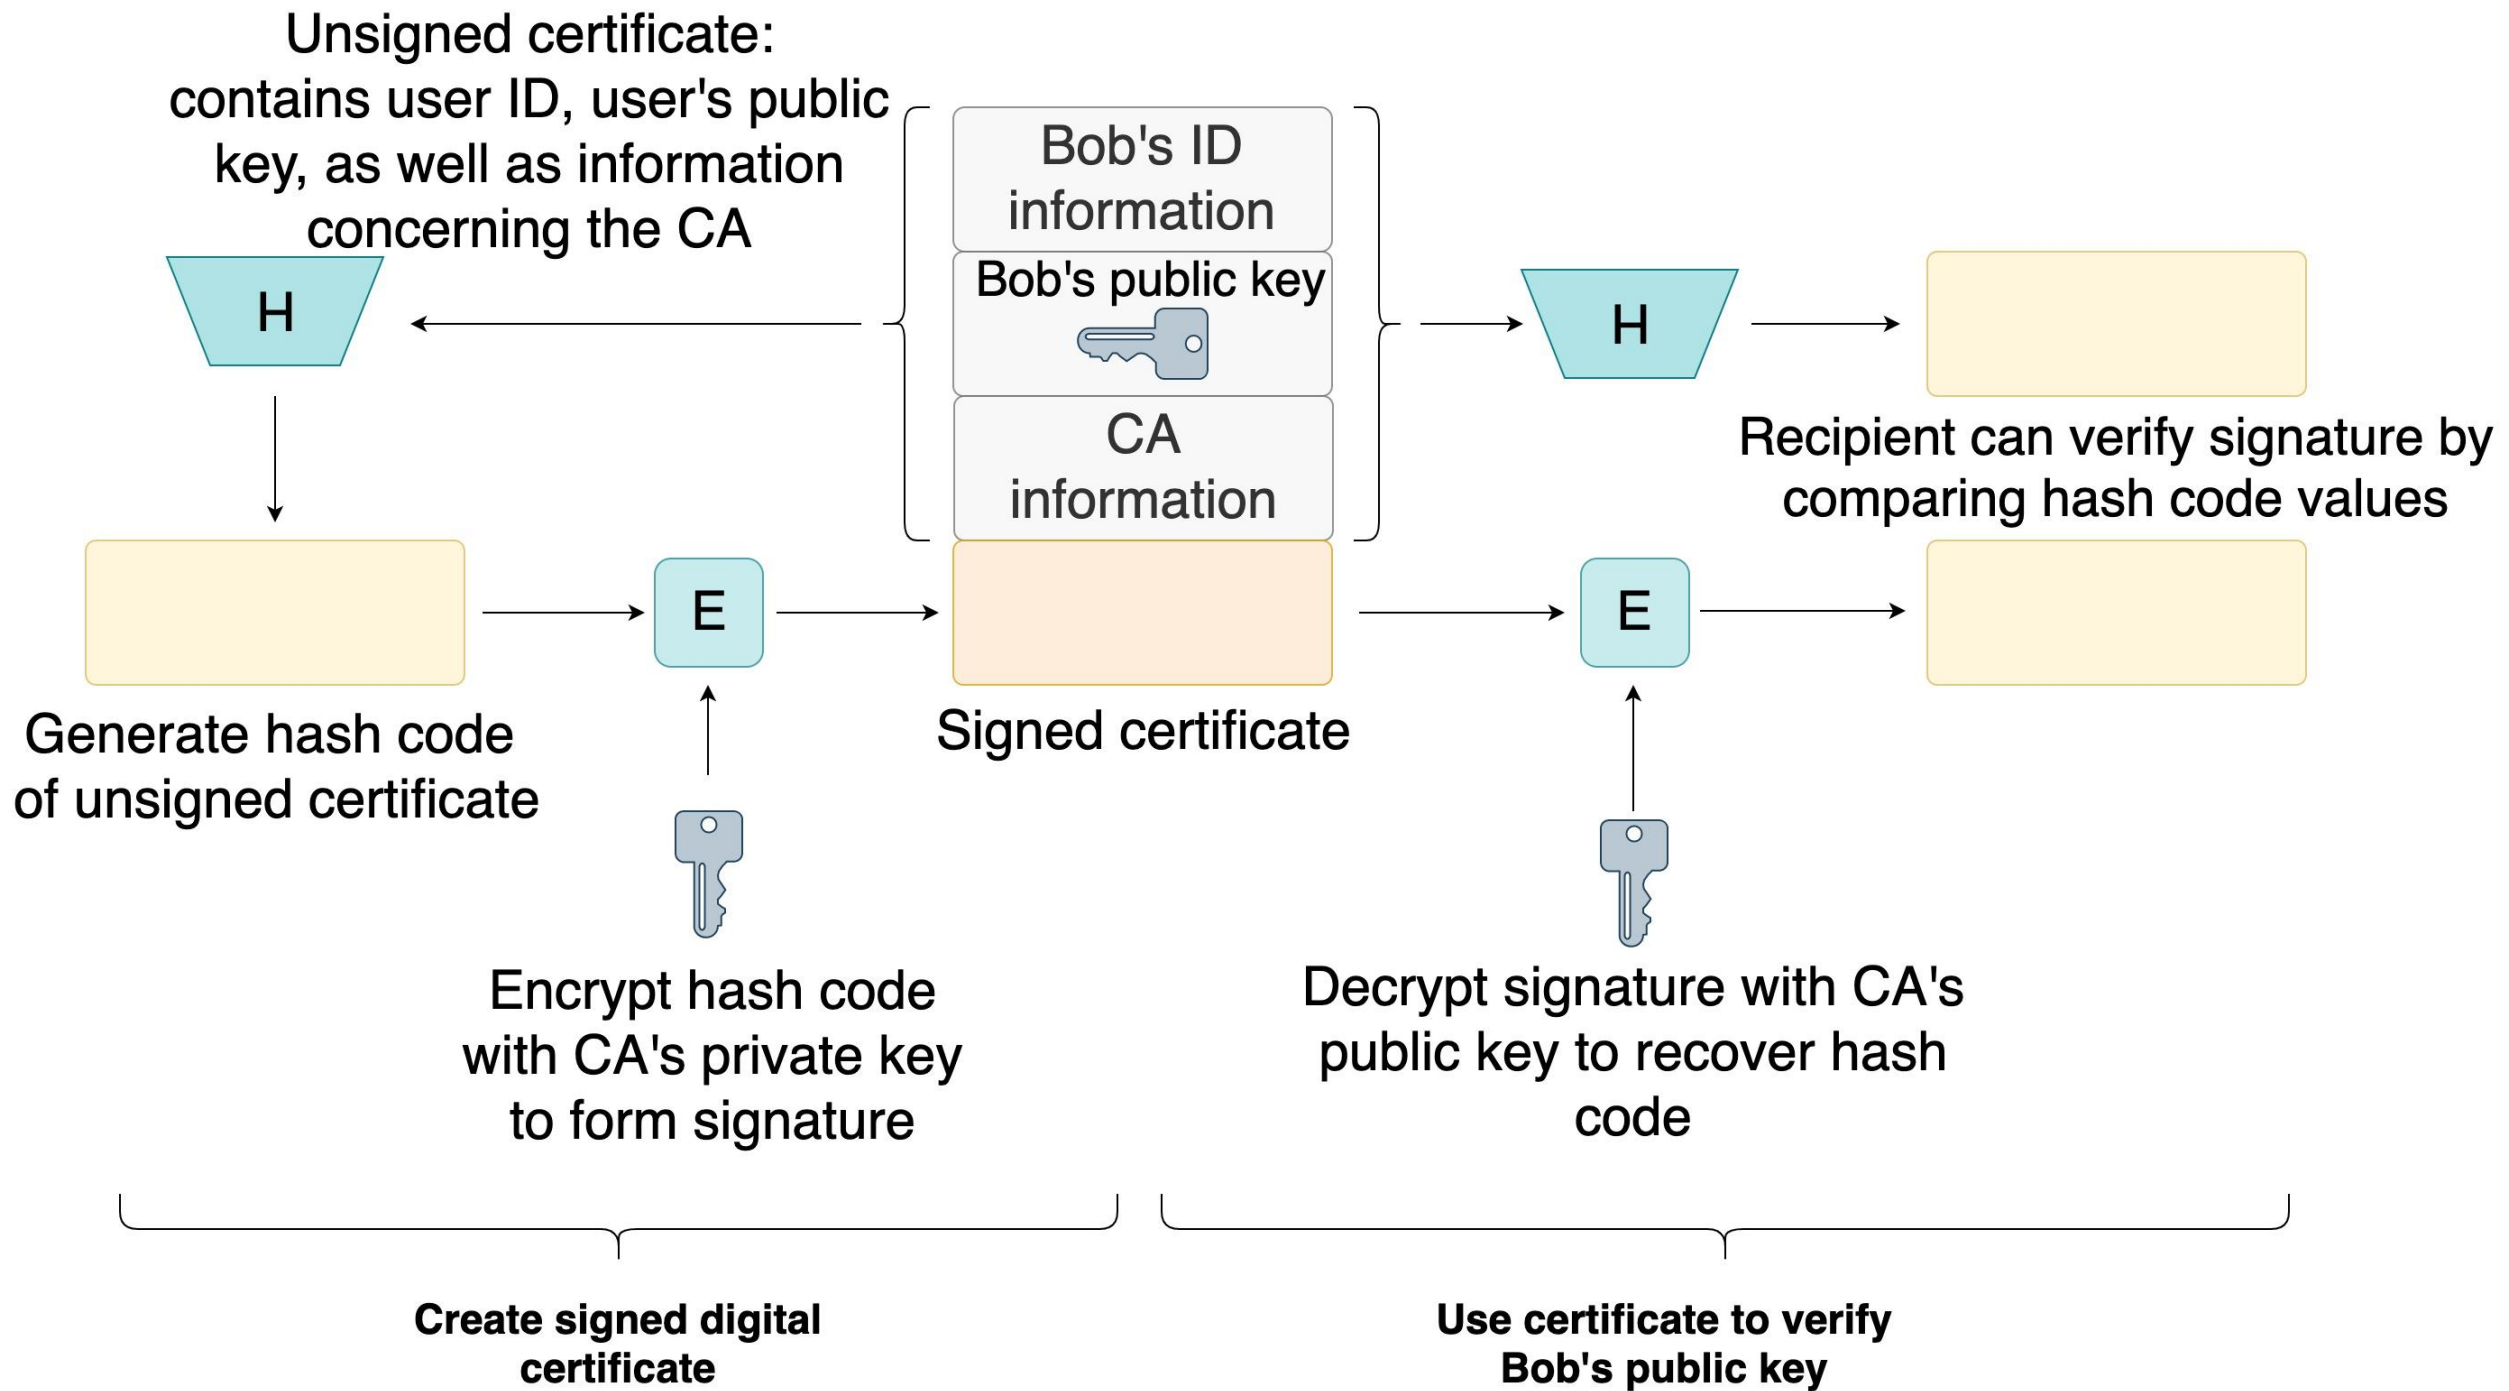 Unsigned certificate:
contains user ID, user's public
key, as well as information
concerning the CA
H
Bob's ID
information
Bob's public key
CA
information
H
Recipient can verify signature by
comparing hash code values
E
E
Generate hash code
of unsigned certificate
Signed certificate
Encrypt hash code
with CA's private key
to form signature
Decrypt signature with CA's
public key to recover hash
code
Create signed digital
certificate
Use certificate to verify
Bob's public key